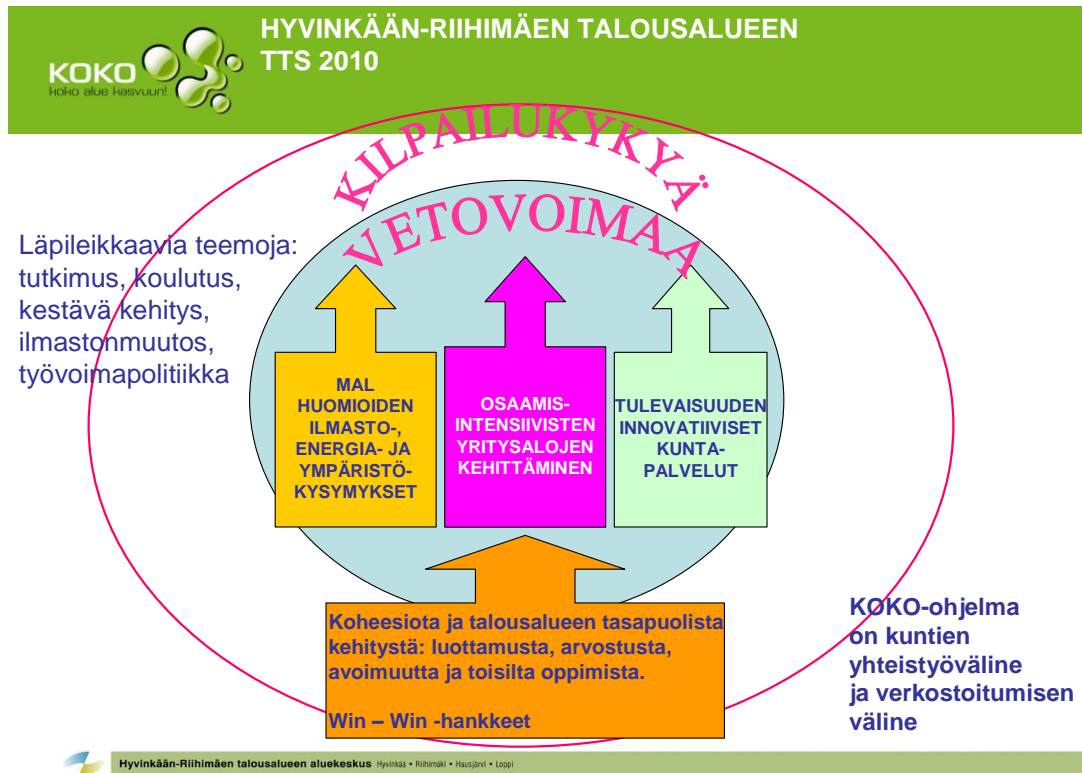 HYVINKÄÄN-RIIHIMÄEN TALOUSALUEEN
TTS 2010
KOKO
koko alue kasvuun!
KILPAILUKYKYÄ
VETOVOIMAA
Läpileikkaavia teemoja:
tutkimus, koulutus,
kestävä kehitys,
ilmastonmuutos,
työvoimapolitiikka
MAL
HUOMIOIDEN
ILMASTO-,
ENERGIA- JA
YMPÄRISTÖ-
KYSYMYKSET
OSAAMIS-
INTENSIIVISTEN
YRITYSALOJEN
KEHITTÄMINEN
TULEVAISUUDEN
INNOVATIIVISET
KUNTA-
PALVELUT
Koheesiota ja talousalueen tasapuolista
kehitystä: luottamusta, arvostusta,
avoimuutta ja toisilta oppimista.
Win – Win -hankkeet
KOKO-ohjelma
on kuntien
yhteistyöväline
ja verkostoitumisen
väline
Hyvinkään-Riihimäen talousalueen aluekeskus Hyvinkää • Riihimäki • Hausjärvi • Loppi